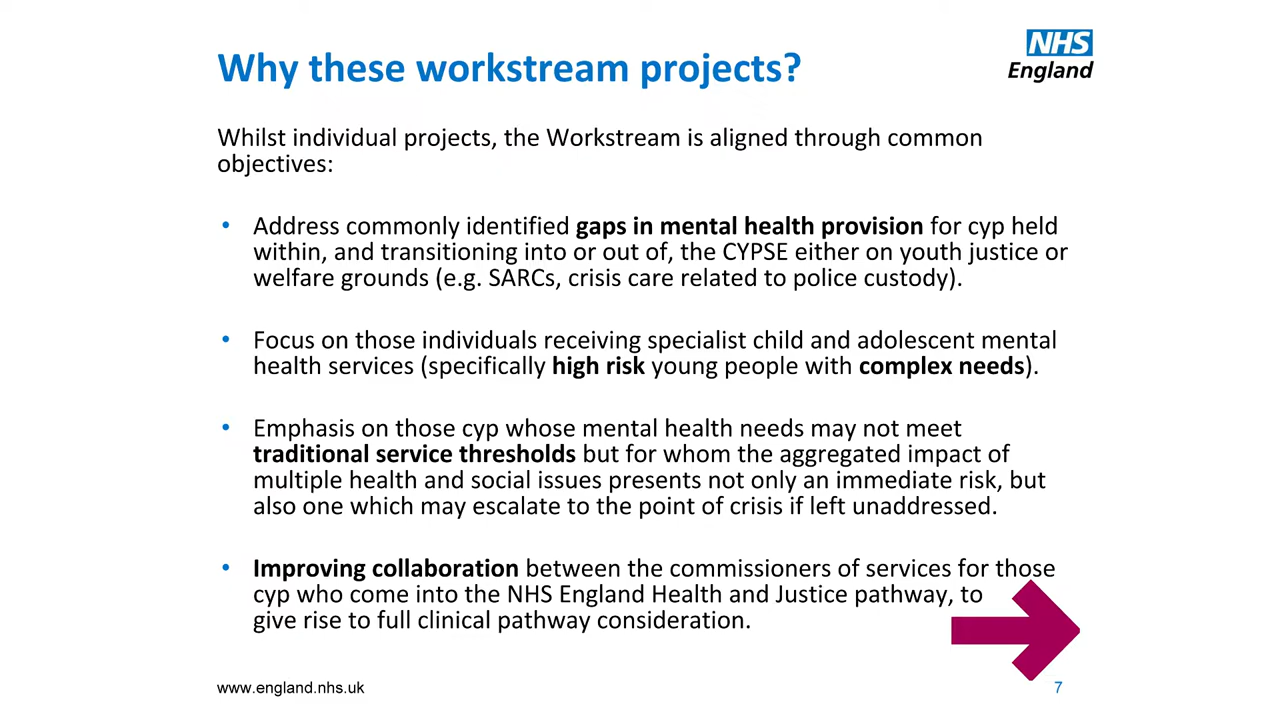 Why these workstream projects?
NHS
England
Whilst individual projects, the Workstream is aligned through common
objectives:
• Address commonly identified gaps in mental health provision for cyp held
within, and transitioning into or out of, the CYPSE either on youth justice or
welfare grounds (e.g. SARCs, crisis care related to police custody).
• Focus on those individuals receiving specialist child and adolescent mental
health services (specifically high risk young people with complex needs).
• Emphasis on those cyp whose mental health needs may not meet
traditional service thresholds but for whom the aggregated impact of
multiple health and social issues presents not only an immediate risk, but
also one which may escalate to the point of crisis if left unaddressed.
• Improving collaboration between the commissioners of services for those
cyp who come into the NHS England Health and Justice pathway, to
give rise to full clinical pathway consideration.
www.england.nhs.uk
7